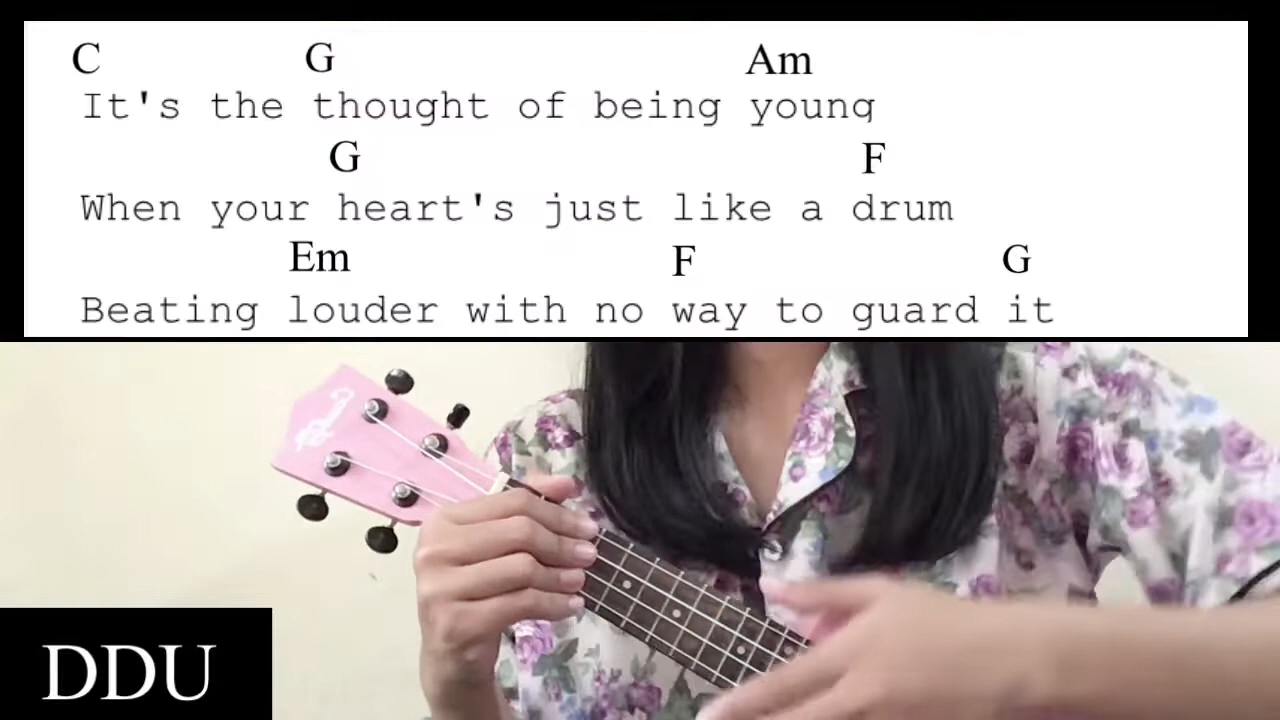 C G Am
It's the thought of being young
G F
When your heart's just like a drum
Em F G
Beating louder with no way to guard it
DDU